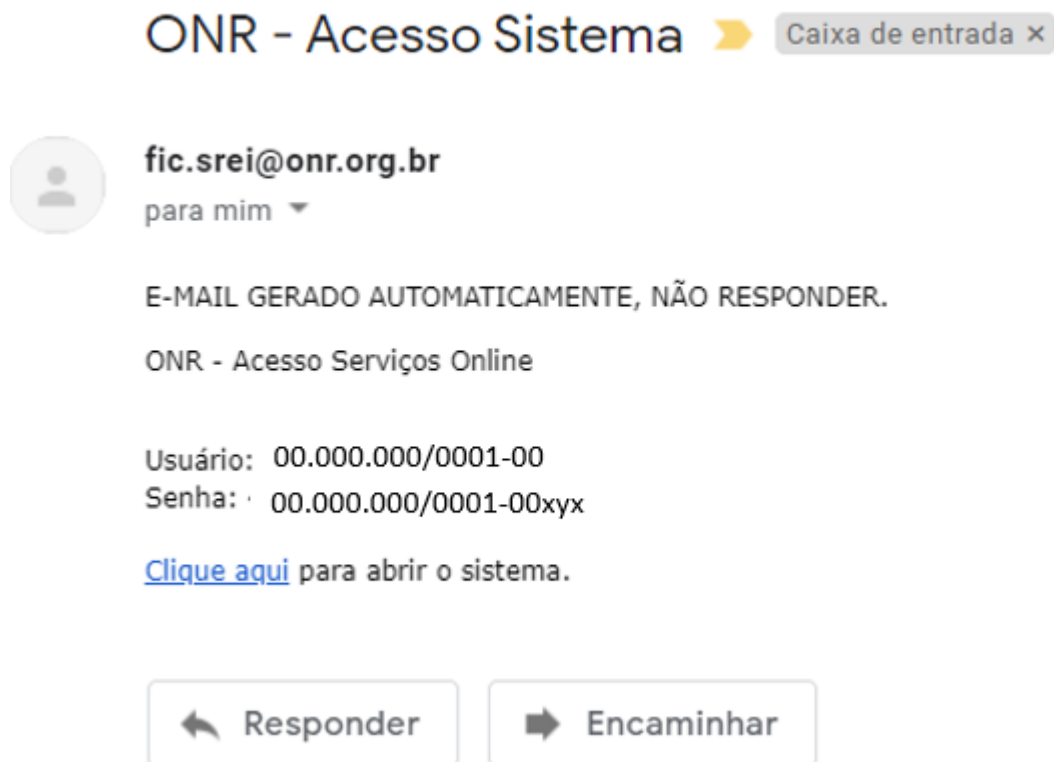 ONR - Acesso Sistema Caixa de entrada ×
fic.srei@onr.org.br
para mim
E-MAIL GERADO AUTOMATICAMENTE, NÃO RESPONDER.
ONR - Acesso Serviços Online
Usuário: 00.000.000/0001-00
Senha: 00.000.000/0001-00xyx
Clique aqui para abrir o sistema.
Responder Encaminhar